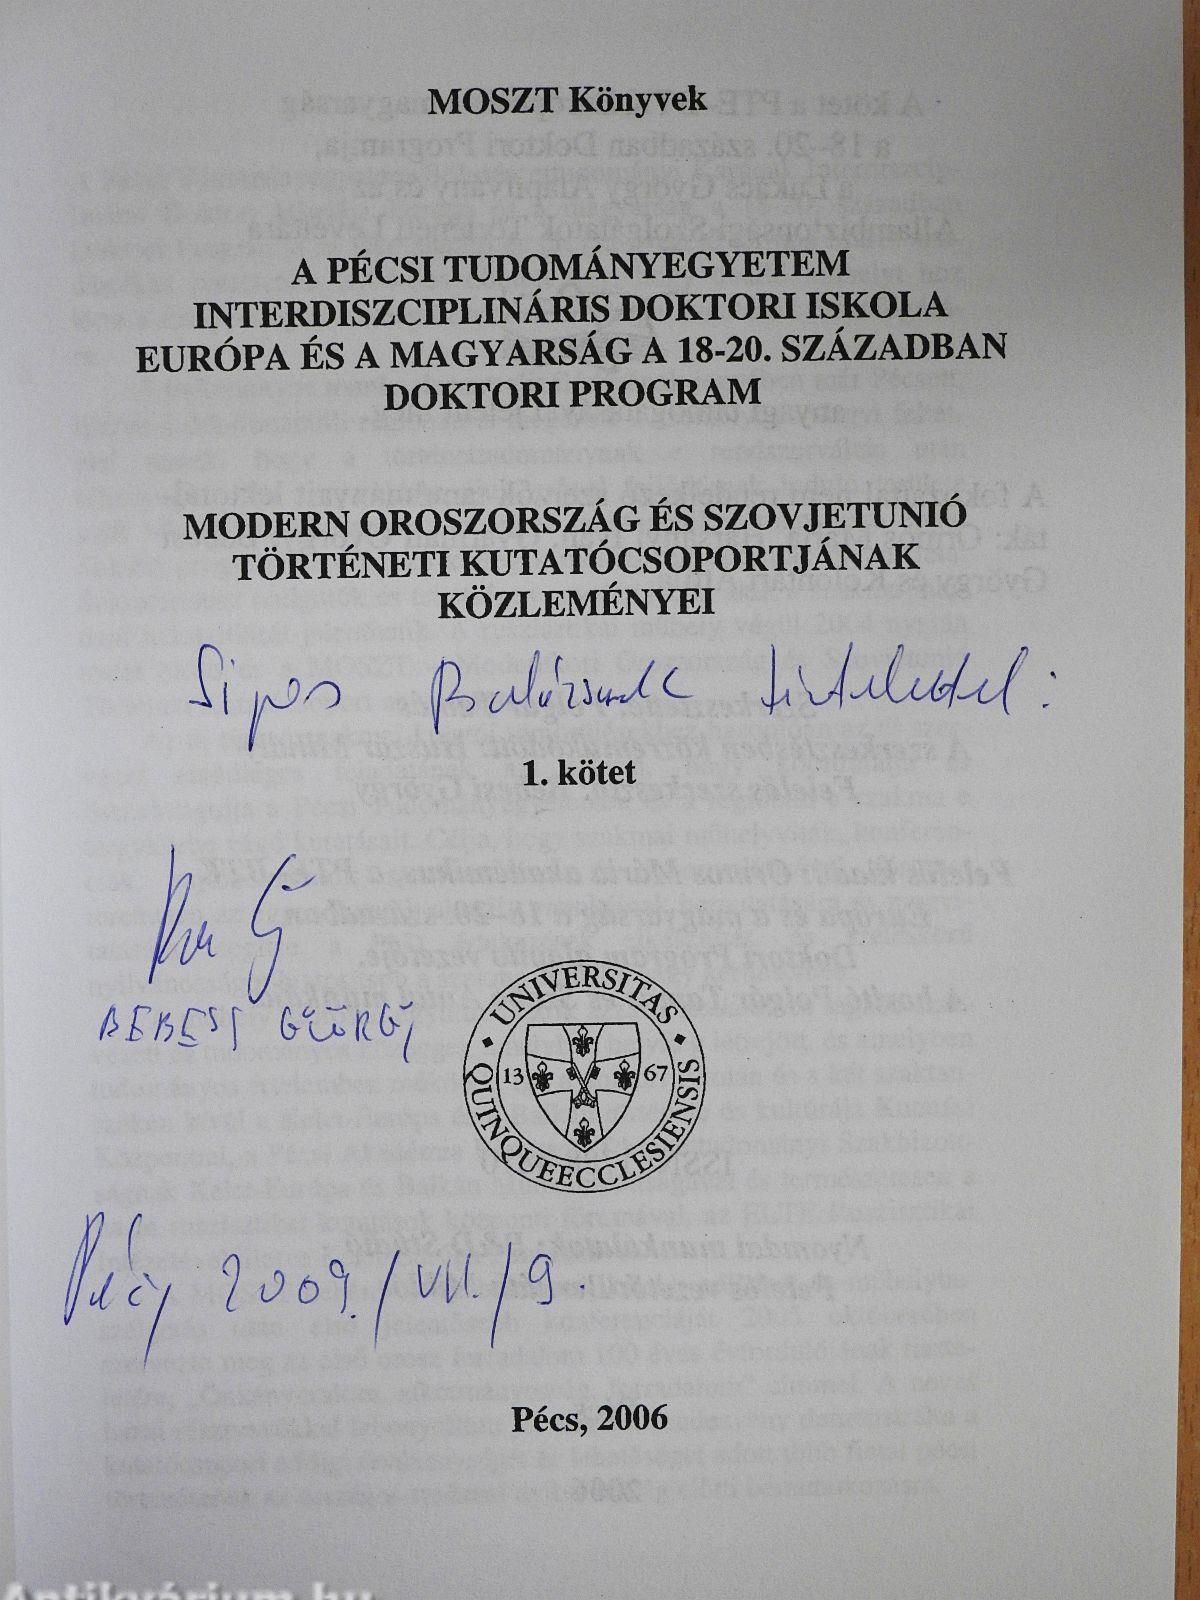 MOSZT Könyvek
A PÉCSI TUDOMÁNYEGYETEM
INTERDISZCIPLINÁRIS DOKTORI ISKOLA
EURÓPA ÉS A MAGYARSÁG A 18-20. SZÁZADBAN
DOKTORI PROGRAM
MODERN OROSZORSZÁG ÉS SZOVJETUNIÓ
TÖRTÉNETI KUTATÓCSOPORTJÁNAK
KÖZLEMÉNYEI
Sipos Balázsnak tisztelettel:
1. kötet
BEBESI GYÖRGY
UNIVERSITAS
QUINQUEECCLESIENSIS
13 67
Pécs, 2009./VII./9.
Pécs, 2006
Antikvárium.hu